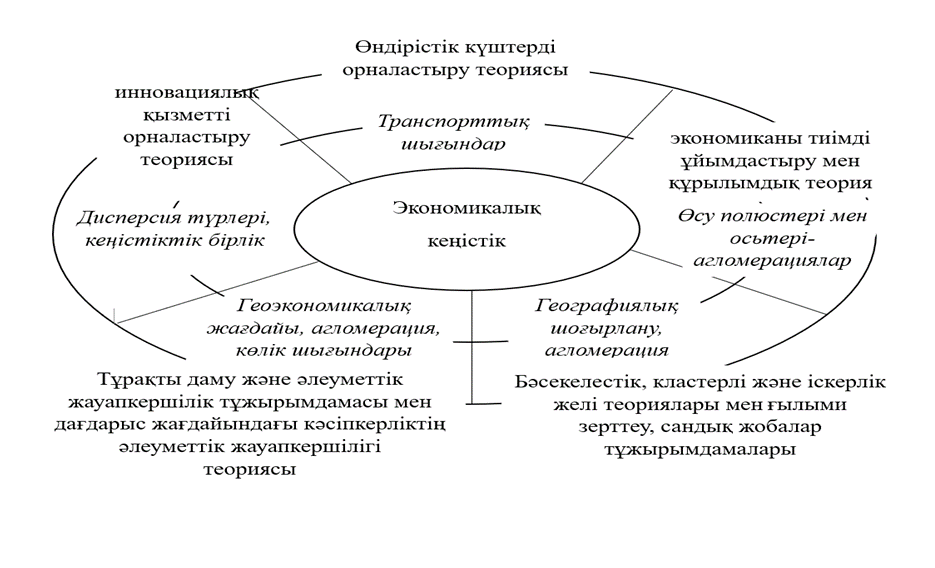 Өндірістік күштерді
орналастыру теориясы
инновациялық
қызметті
орналастыру
теориясы
Транспорттық
шығындар
экономиканы тиімді
ұйымдастыру мен
құрылымдық теория
Экономикалық
кеңістік
Дисперсия түрлері,
кеңістіктік бірлік
Өсу полюстері мен
осьтері-
агломерациялар
Геоэкономикалық
жағдайы, агломерация,
көлік шығындары
Географиялық
шоғырлану,
агломерация
Тұрақты даму және әлеуметтік
жауапкершілік тұжырымдамасы мен
дағдарыс жағдайындағы кәсіпкерліктің
әлеуметтік жауапкершілігі
теориясы
Бәсекелестік, кластерлі және іскерлік
желі теориялары мен ғылыми
зерттеу, сандық жобалар
тұжырымдамалары